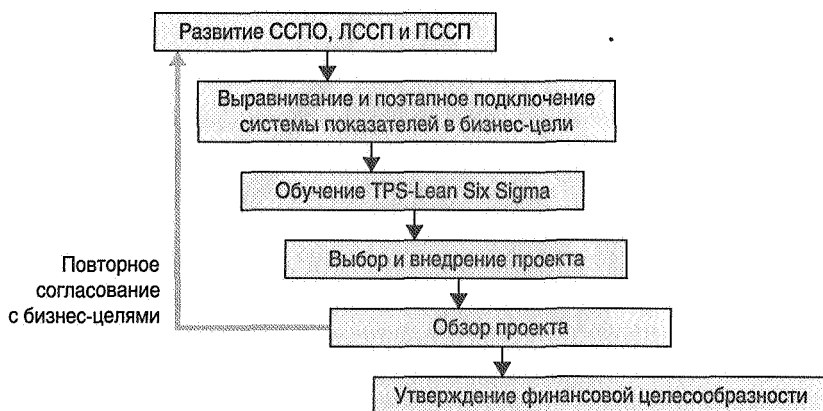 Развитие ССПО, ЛССП и ПССП
Выравнивание и поэтапное подключение
системы показателей в бизнес-цели
Обучение TPS-Lean Six Sigma
Выбор и внедрение проекта
Повторное
согласование
с бизнес-целями
Обзор проекта
Утверждение финансовой целесообразности